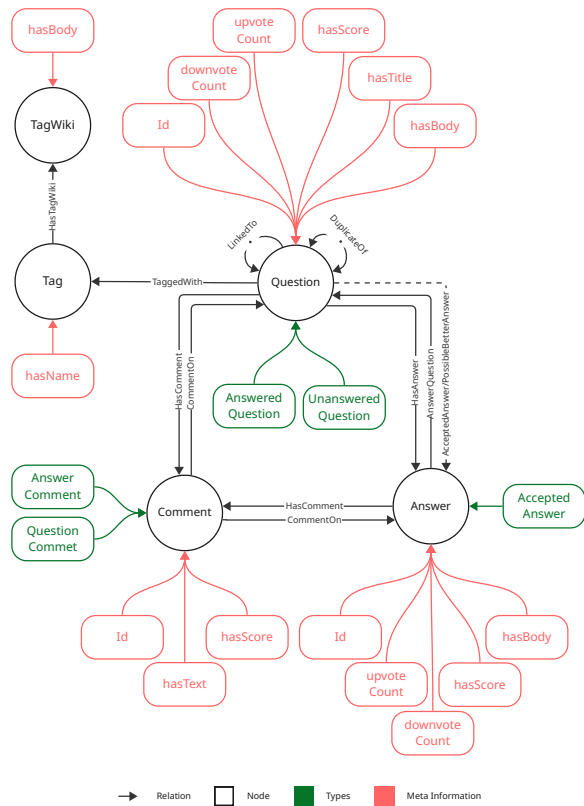 hasBody
upvote
Count
hasScore
downvote
Count
hasTitle
Id
hasBody
TagWiki
HasTagWiki
LinkedTo
DuplicateOf
Tag
TaggedWith
Question
hasName
HasComment
CommentOn
Answered
Question
Unanswered
Question
HasAnswer
AnswerQuestion
AcceptedAnswer/PossibleBetterAnswer
Answer
Comment
Question
Commet
Comment
HasComment
CommentOn
Answer
Accepted
Answer
Id
hasText
hasScore
Id
upvote
Count
downvote
Count
hasScore
hasBody
Relation
Node
Types
Meta Information